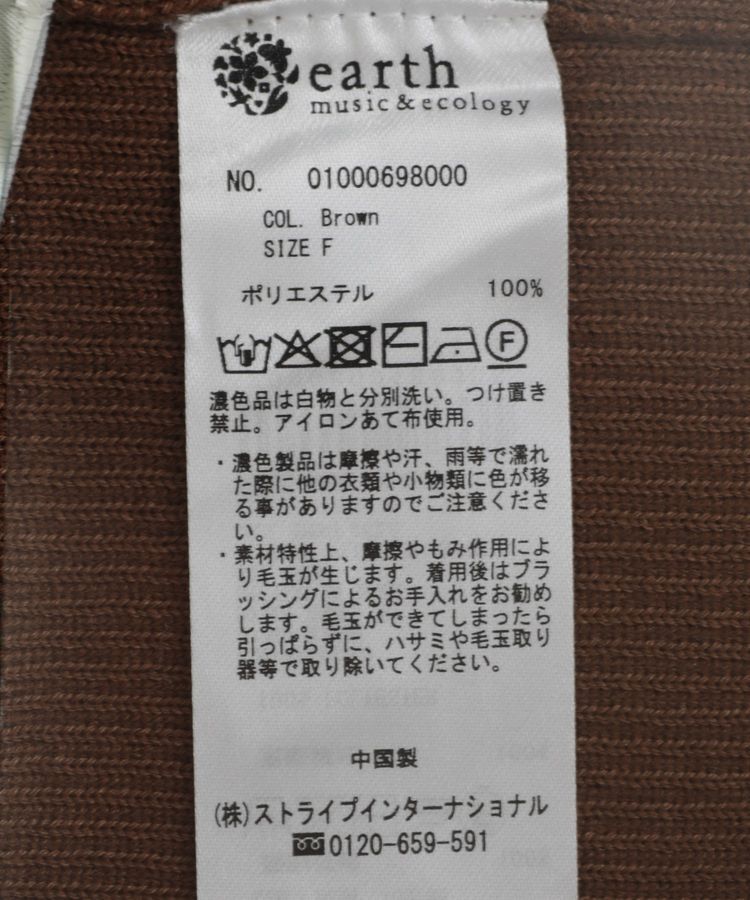 earth
music&ecology
NO. 01000698000
COL. Brown
SIZE F
ポリエステル 100%
F
濃色品は白物と分別洗い。つけ置き
禁止。アイロンあて布使用。
・濃色製品は摩擦や汗、雨等で濡れ
た際に他の衣類や小物類に色が移
る事がありますのでご注意くださ
い。
・素材特性上、摩擦やもみ作用によ
り毛玉が生じます。着用後はブラ
ッシングによるお手入れをお勧め
します。毛玉ができてしまったら
引っぱらずに、ハサミや毛玉取り
器等で取り除いてください。
中国製
(株)ストライプインターナショナル
0120-659-591